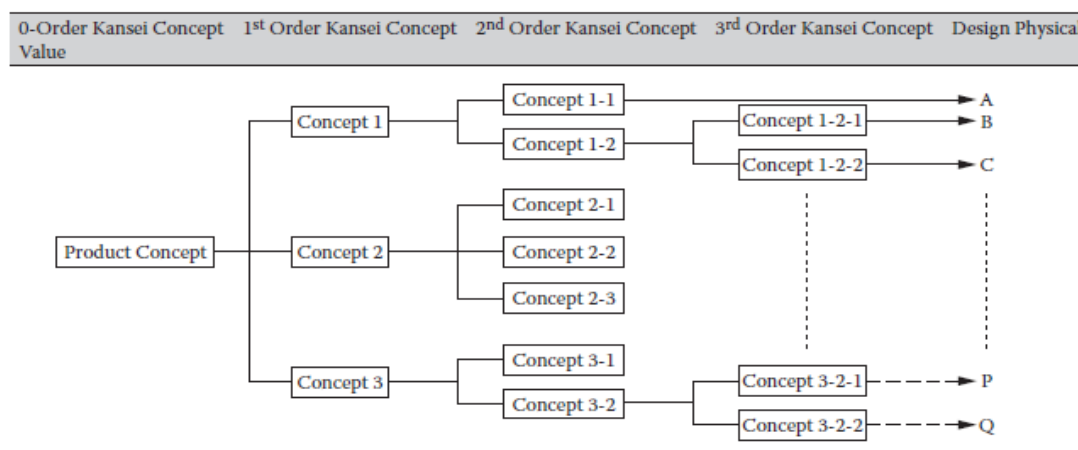 0-Order Kansei Concept 1st Order Kansei Concept 2nd Order Kansei Concept 3rd Order Kansei Concept Design Physical
Value
Concept 1-1 A
Concept 1 Concept 1-2-1 B
Concept 1-2
Concept 1-2-2 C
Concept 2-1
Product Concept Concept 2 Concept 2-2
Concept 2-3
Concept 3-1
Concept 3 Concept 3-2-1 P
Concept 3-2
Concept 3-2-2 Q